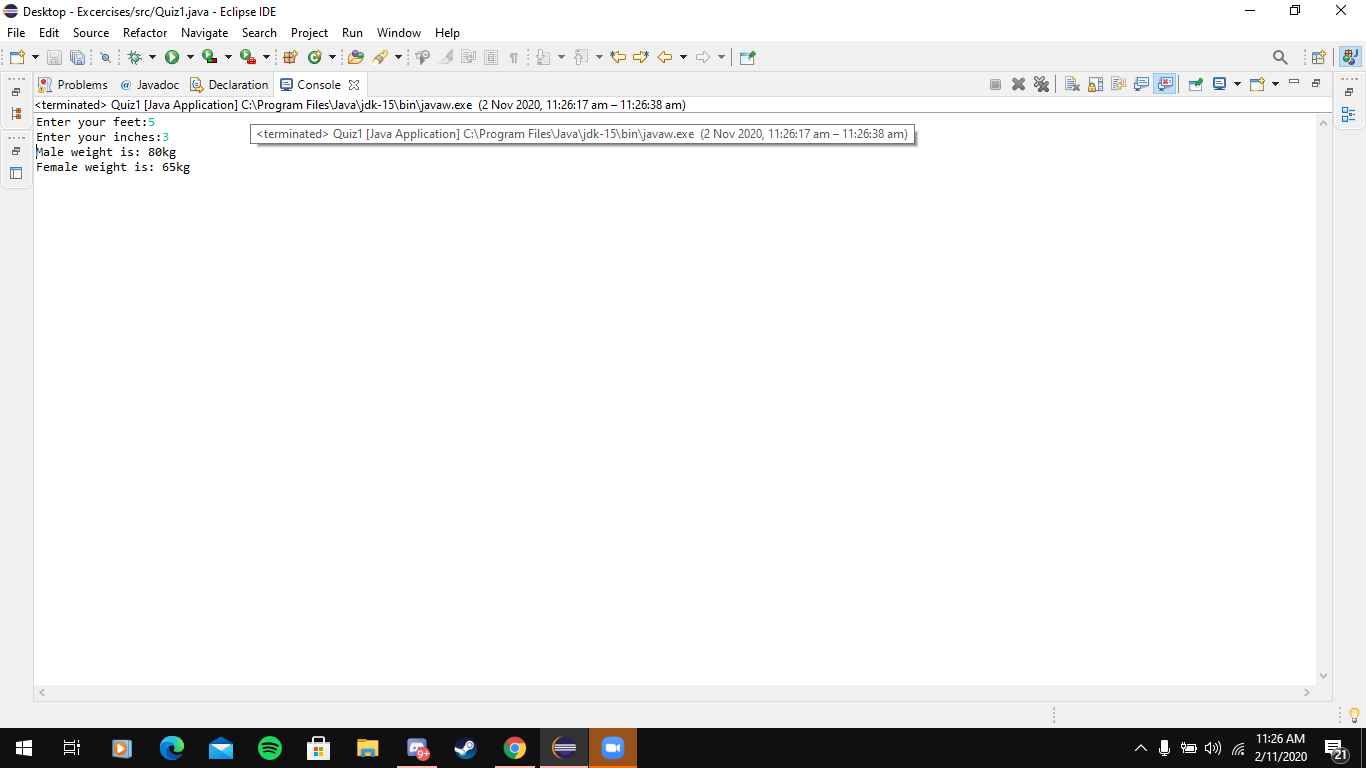 Desktop - Excercises/src/Quiz1.java - Eclipse IDE
File Edit Source Refactor Navigate Search Project Run Window Help
Problems @ Javadoc Declaration Console
<terminated> Quiz1 [Java Application] C:\Program Files\Java\jdk-15\bin\javaw.exe (2 Nov 2020, 11:26:17 am – 11:26:38 am)
Enter your feet:5
<terminated> Quiz1 [Java Application] C:\Program Files\Java\jdk-15\bin\javaw.exe (2 Nov 2020, 11:26:17 am – 11:26:38 am)
Enter your inches:3
Male weight is: 80kg
Female weight is: 65kg
9+
11:26 AM
2/11/2020
21